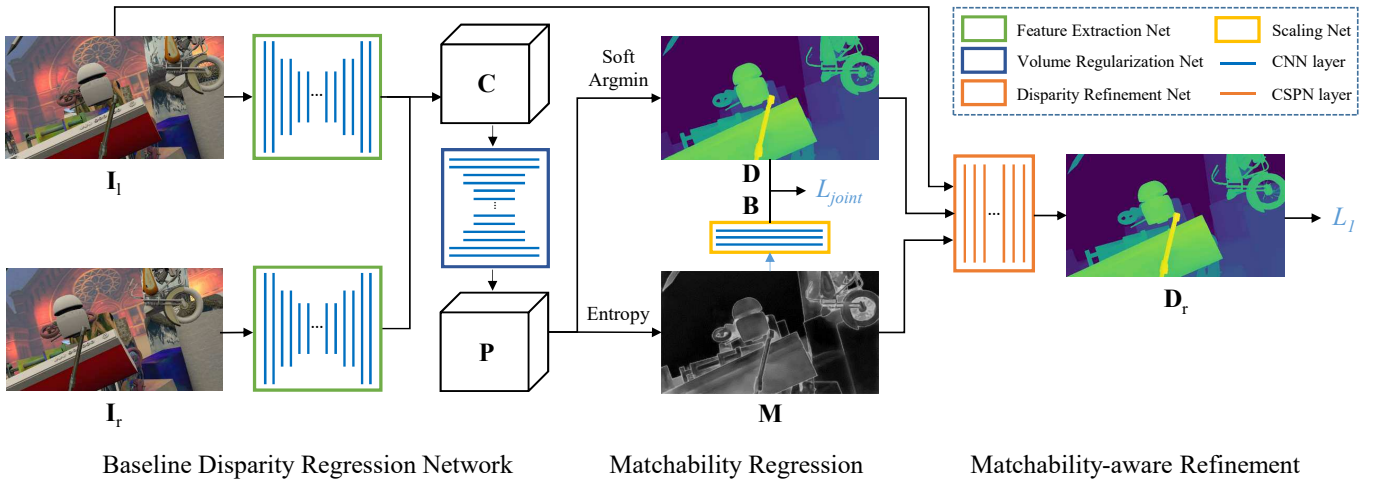 Feature Extraction Net
Scaling Net
Volume Regularization Net
CNN layer
Disparity Refinement Net
CSPN layer
I_l
C
Soft
Argmin
D
L_joint
B
L_1
D_r
Entropy
P
I_r
M
Baseline Disparity Regression Network
Matchability Regression
Matchability-aware Refinement